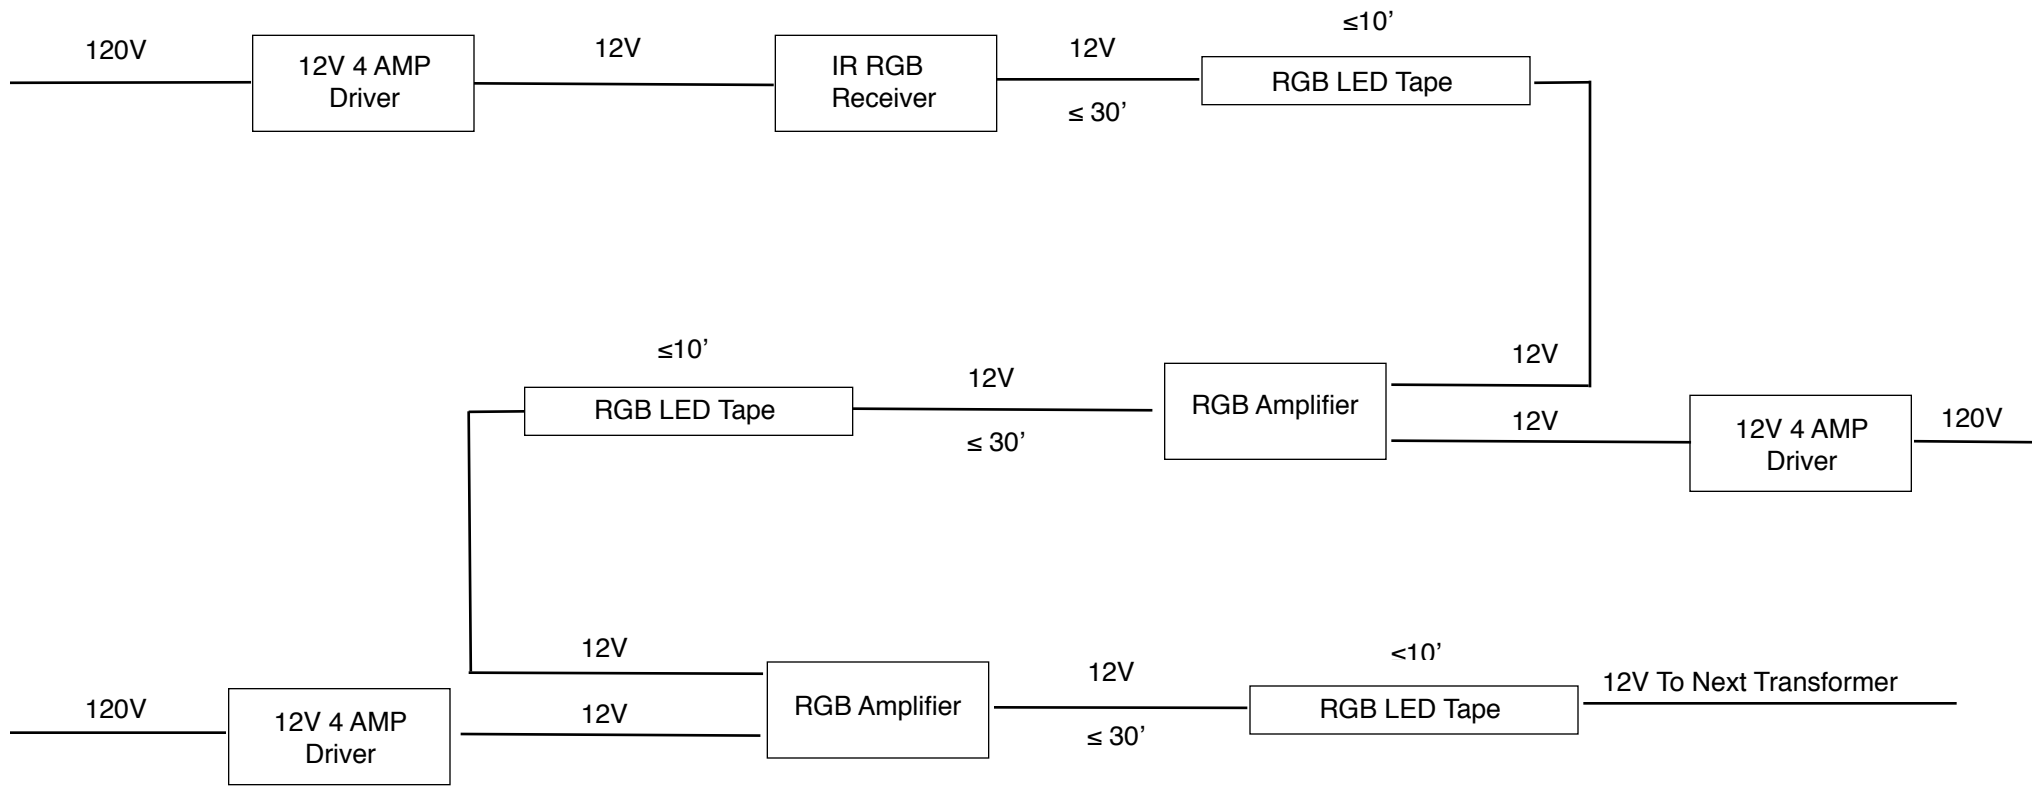 ≤10’
120V
12V
12V
12V 4 AMP
Driver
IR RGB
Receiver
RGB LED Tape
≤ 30’
≤10’
12V
12V
RGB LED Tape
RGB Amplifier
12V
12V 4 AMP
Driver
120V
≤ 30’
12V
12V
≤10’
12V To Next Transformer
120V
12V 4 AMP
Driver
12V
RGB Amplifier
RGB LED Tape
≤ 30’